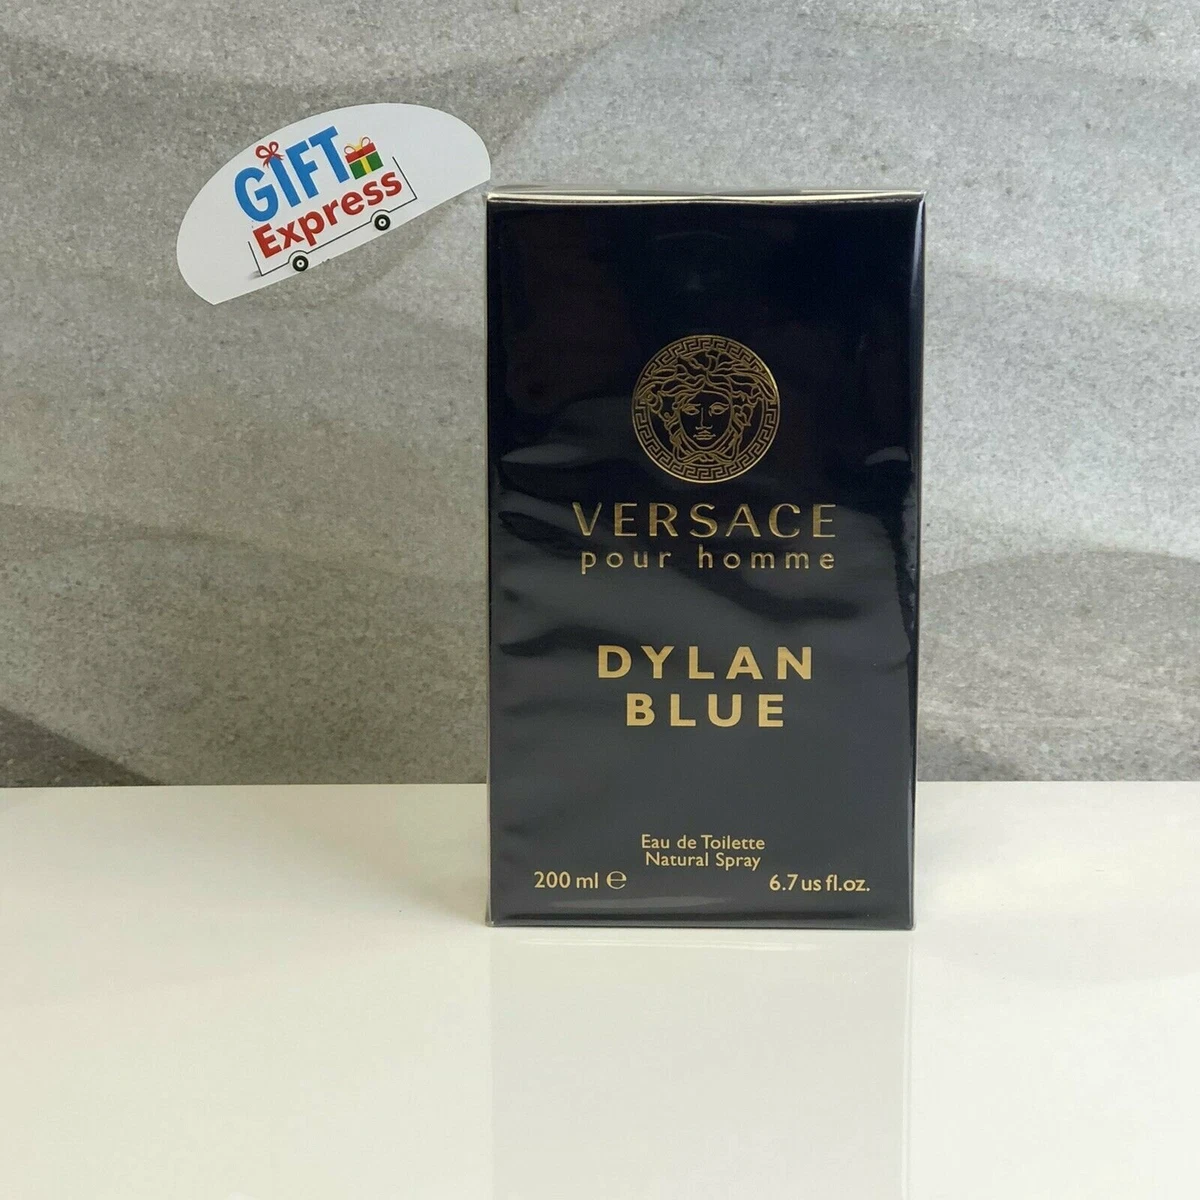 GIFT
Express
VERSACE
pour homme
DYLAN
BLUE
Eau de Toilette
Natural Spray
200 ml ℮
6.7 us fl.oz.